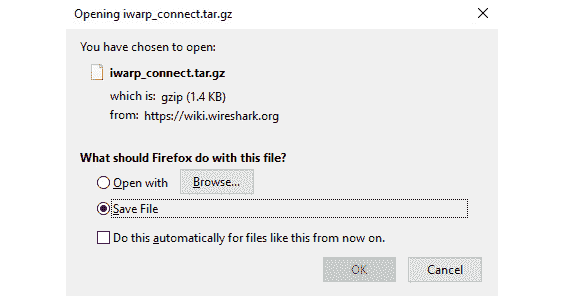 Opening iwarp_connect.tar.gz
You have chosen to open:
iwarp_connect.tar.gz
which is: gzip (1.4 KB)
from: https://wiki.wireshark.org
What should Firefox do with this file?
Open with Browse...
Save File
Do this automatically for files like this from now on.
OK Cancel